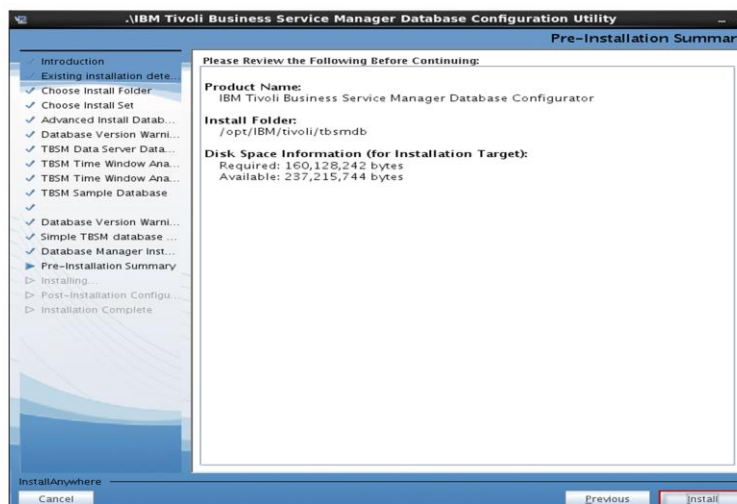 .\IBM Tivoli Business Service Manager Database Configuration Utility
Pre-Installation Summar
Introduction
Existing installation dete...
Choose Install Folder
Choose Install Set
Advanced Install Datab...
Database Version Warni...
TBSM Data Server Data...
TBSM Time Window Ana...
TBSM Time Window Ana...
TBSM Sample Database
Database Version Warni...
Simple TBSM database ...
Database Manager Inst...
Pre-Installation Summary
Installing...
Post-Installation Configu...
Installation Complete
Please Review the Following Before Continuing:
Product Name:
IBM Tivoli Business Service Manager Database Configurator
Install Folder:
/opt/IBM/tivoli/tbsmdb
Disk Space Information (for Installation Target):
Required: 160,128,242 bytes
Available: 237,215,744 bytes
InstallAnywhere
Cancel
Previous
Install